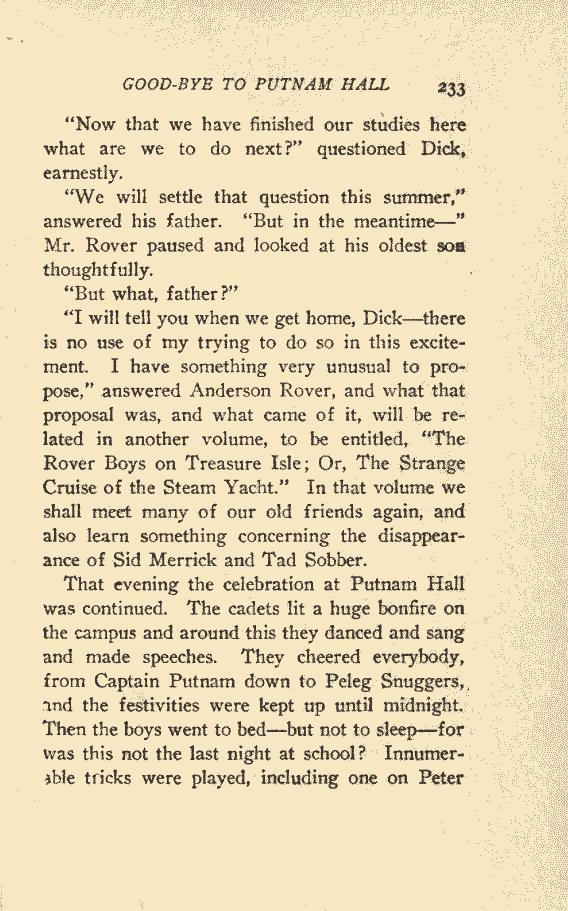 GOOD-BYE TO PUTNAM HALL 233
"Now that we have finished our studies here
what are we to do next?" questioned Dick,
earnestly.
"We will settle that question this summer,"
answered his father. "But in the meantime—"
Mr. Rover paused and looked at his oldest son
thoughtfully.
"But what, father?"
"I will tell you when we get home, Dick—there
is no use of my trying to do so in this excite-
ment. I have something very unusual to pro-
pose," answered Anderson Rover, and what that
proposal was, and what came of it, will be re-
lated in another volume, to be entitled, "The
Rover Boys on Treasure Isle; Or, The Strange
Cruise of the Steam Yacht." In that volume we
shall meet many of our old friends again, and
also learn something concerning the disappear-
ance of Sid Merrick and Tad Sobber.
That evening the celebration at Putnam Hall
was continued. The cadets lit a huge bonfire on
the campus and around this they danced and sang
and made speeches. They cheered everybody,
from Captain Putnam down to Peleg Snuggers,
and the festivities were kept up until midnight.
Then the boys went to bed—but not to sleep—for
was this not the last night at school? Innumer-
able tricks were played, including one on Peter